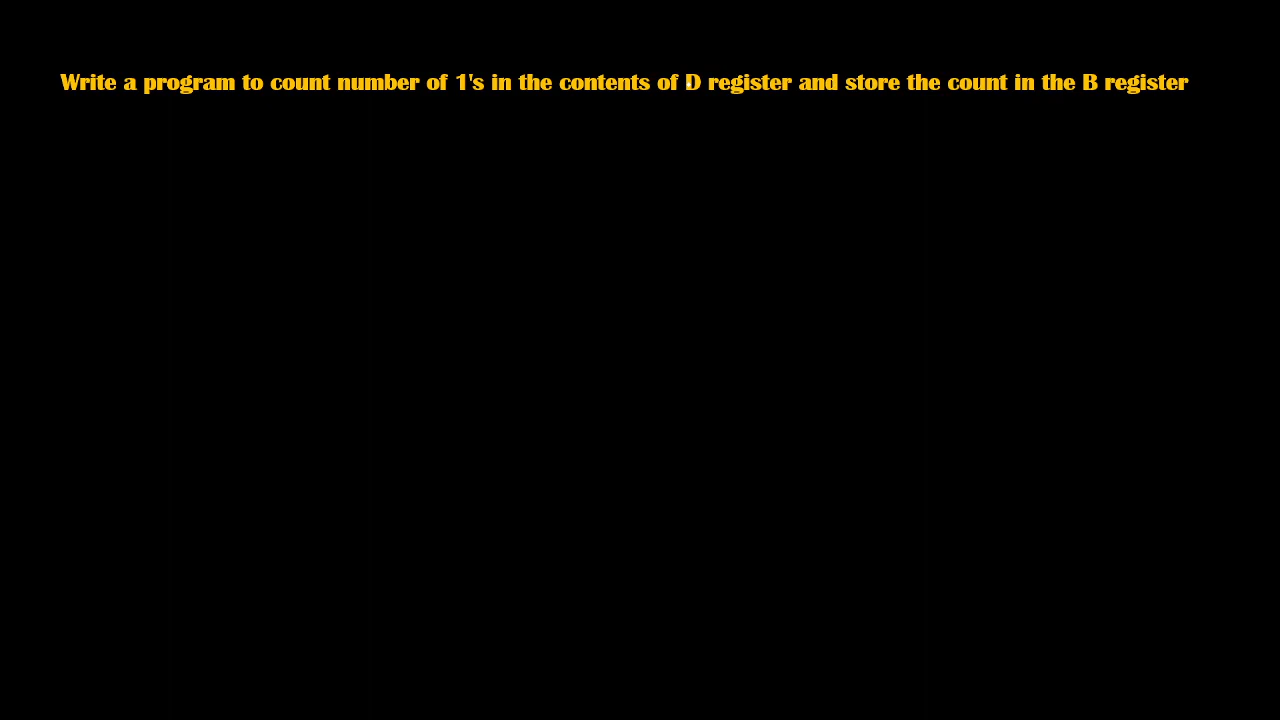 Write a program to count number of 1's in the contents of D register and store the count in the B register